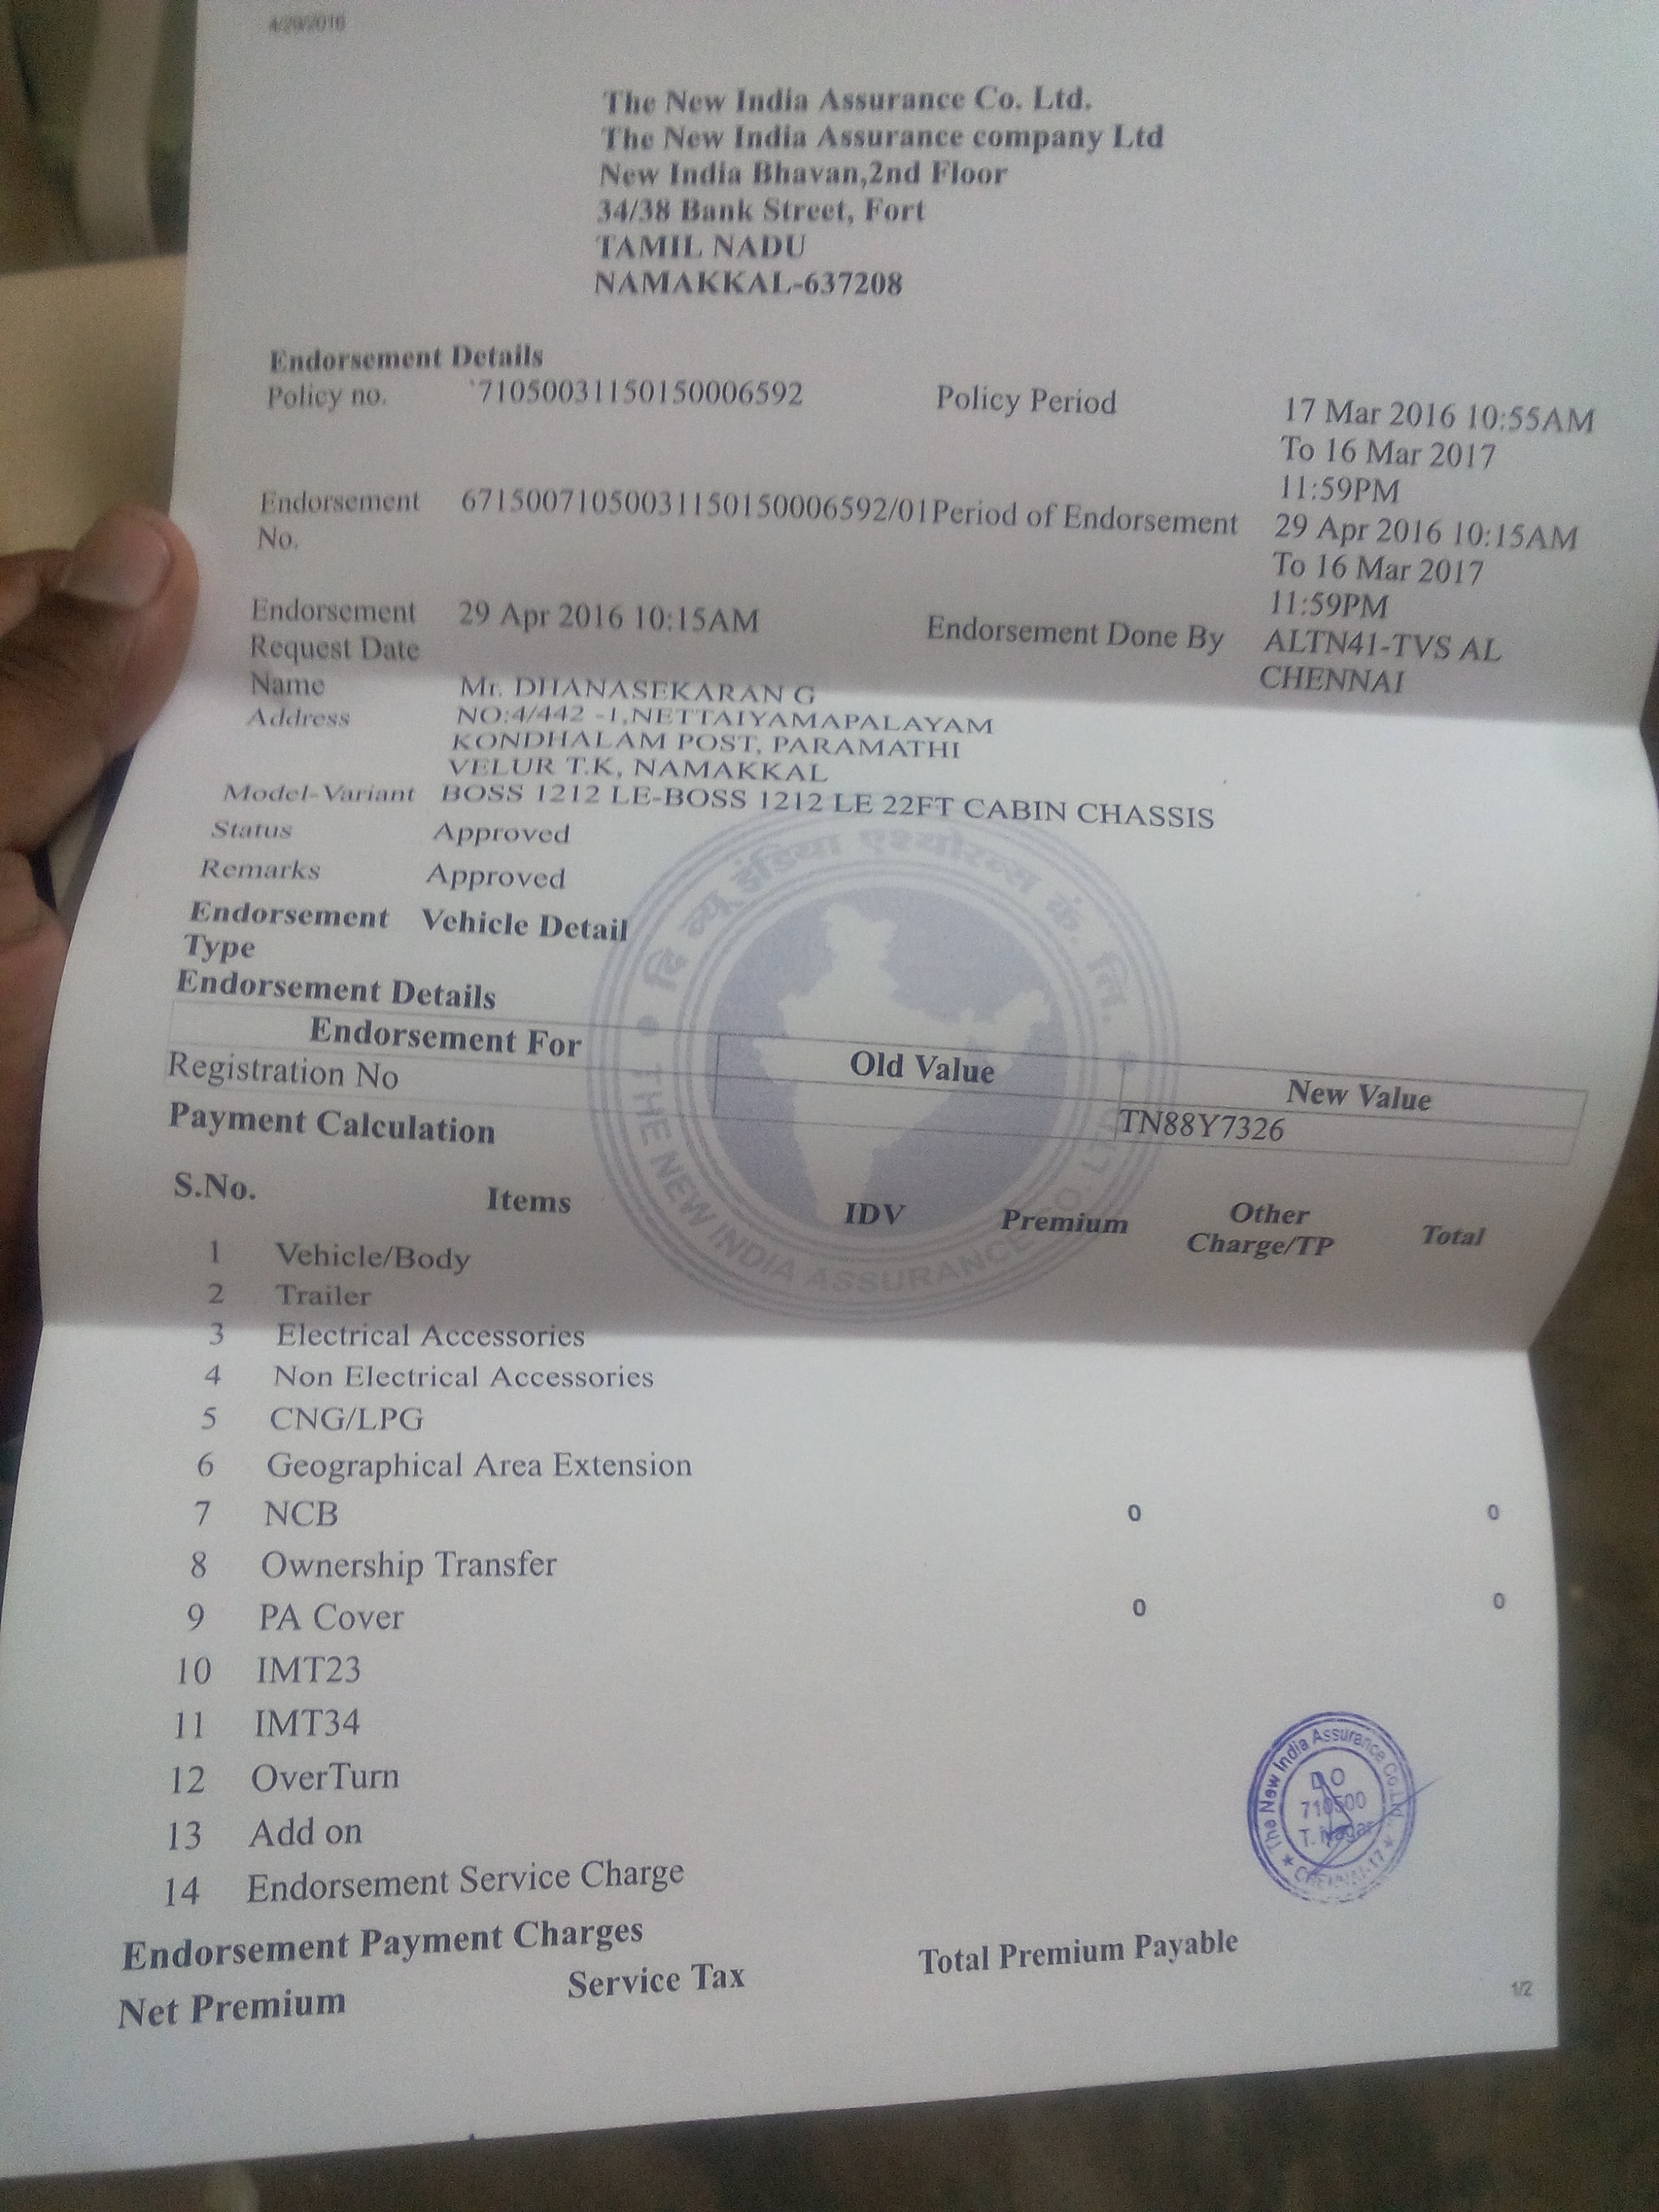 4/29/2016
The New India Assurance Co. Ltd.
The New India Assurance company Ltd
New India Bhavan,2nd Floor
34/38 Bank Street, Fort
TAMIL NADU
NAMAKKAL-637208
Endorsement Details
Policy no. `71050031150150006592 Policy Period 17 Mar 2016 10:55AM
To 16 Mar 2017
11:59PM
Endorsement No. 67150071050031150150006592/01 Period of Endorsement 29 Apr 2016 10:15AM
To 16 Mar 2017
11:59PM
Endorsement Request Date 29 Apr 2016 10:15AM Endorsement Done By ALTN41-TVS AL
CHENNAI
Name Mr. DHANASEKARAN G
Address NO:4/442 -1,NETTAIYAMAPALAYAM
KONDHALAM POST, PARAMATHI
VELUR T.K, NAMAKKAL
Model-Variant BOSS 1212 LE-BOSS 1212 LE 22FT CABIN CHASSIS
Status Approved
Remarks Approved
Endorsement Type Vehicle Detail
Endorsement Details
Endorsement For Old Value New Value
Registration No TN88Y7326
Payment Calculation
S.No. Items IDV Premium Other Charge/TP Total
1 Vehicle/Body
2 Trailer
3 Electrical Accessories
4 Non Electrical Accessories
5 CNG/LPG
6 Geographical Area Extension
7 NCB 0 0
8 Ownership Transfer
9 PA Cover 0 0
10 IMT23
11 IMT34
12 OverTurn
13 Add on
14 Endorsement Service Charge
Endorsement Payment Charges
Net Premium Service Tax Total Premium Payable
दि न्यू इंडिया एश्योरन्स कं. लि.
THE NEW INDIA ASSURANCE CO. LTD.
The New India Assurance Co. Ltd.
D O
710500
T. Nagar
CHENNAI-17
1/2